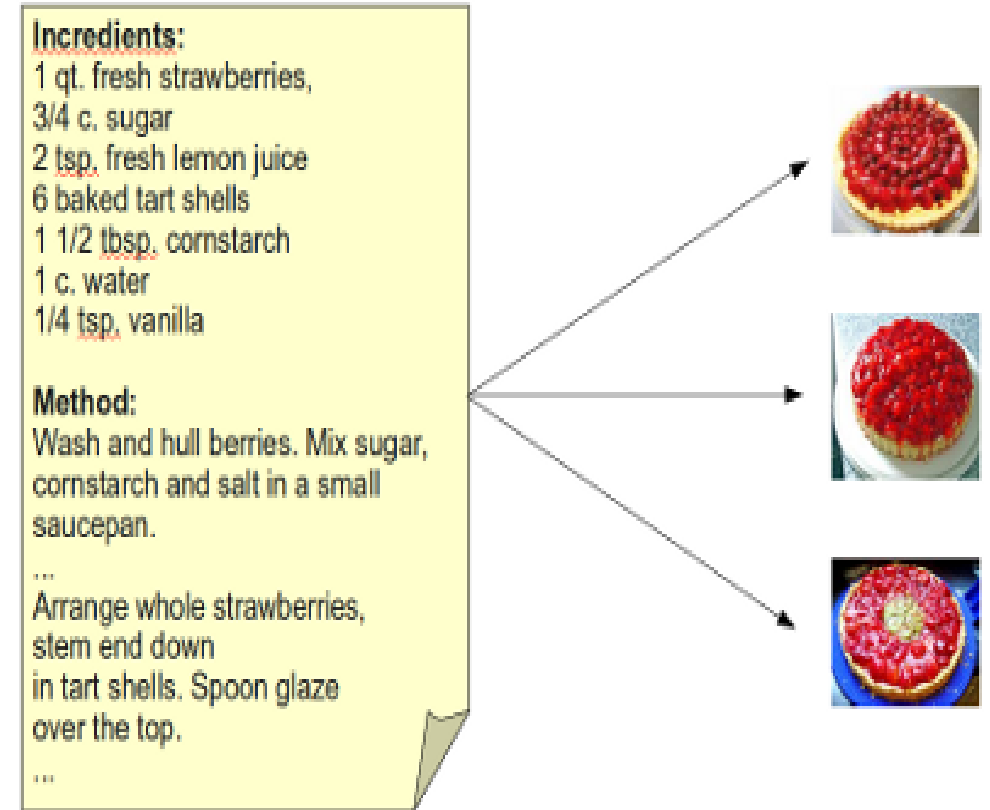 Incredients:
1 qt. fresh strawberries,
3/4 c. sugar
2 tsp. fresh lemon juice
6 baked tart shells
1 1/2 tbsp. cornstarch
1 c. water
1/4 tsp. vanilla
Method:
Wash and hull berries. Mix sugar,
cornstarch and salt in a small
saucepan.
...
Arrange whole strawberries,
stem end down
in tart shells. Spoon glaze
over the top.
...